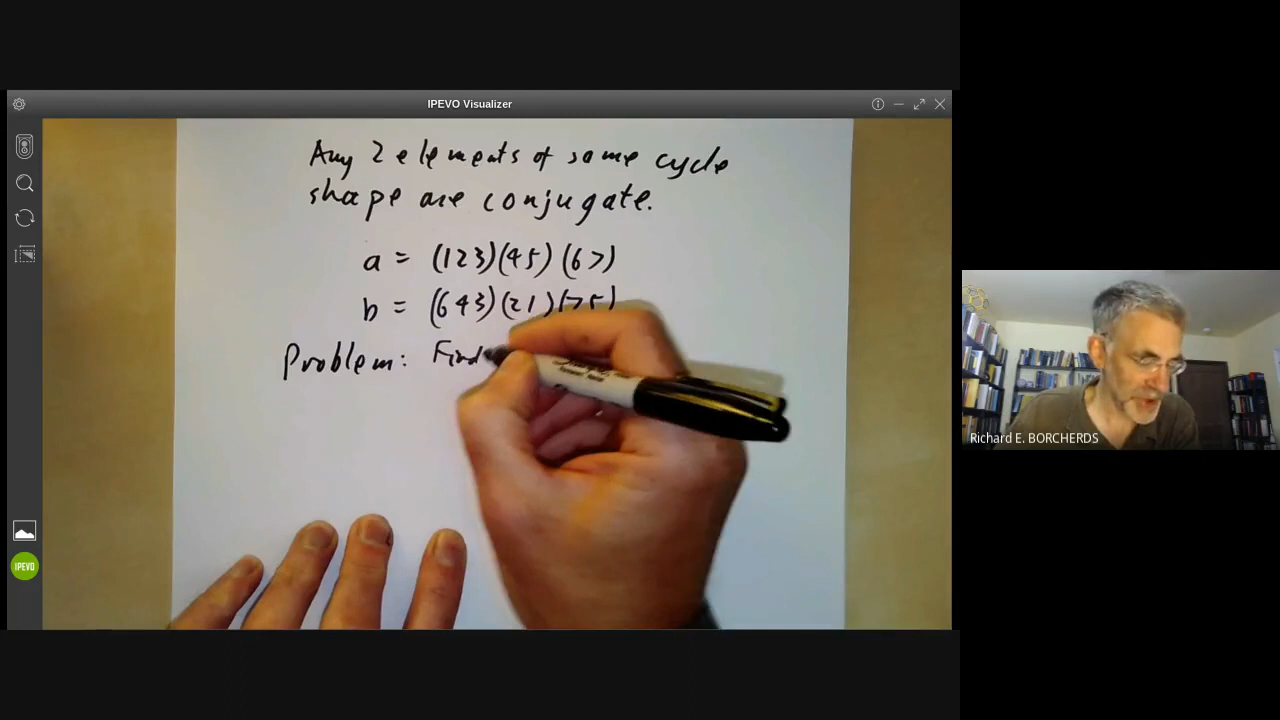 IPEVO Visualizer
Any 2 elements of same cycle
shape are conjugate.
a = (123)(45)(67)
b = (643)(21)(75)
Problem: Find
Richard E. BORCHERDS
IPEVO